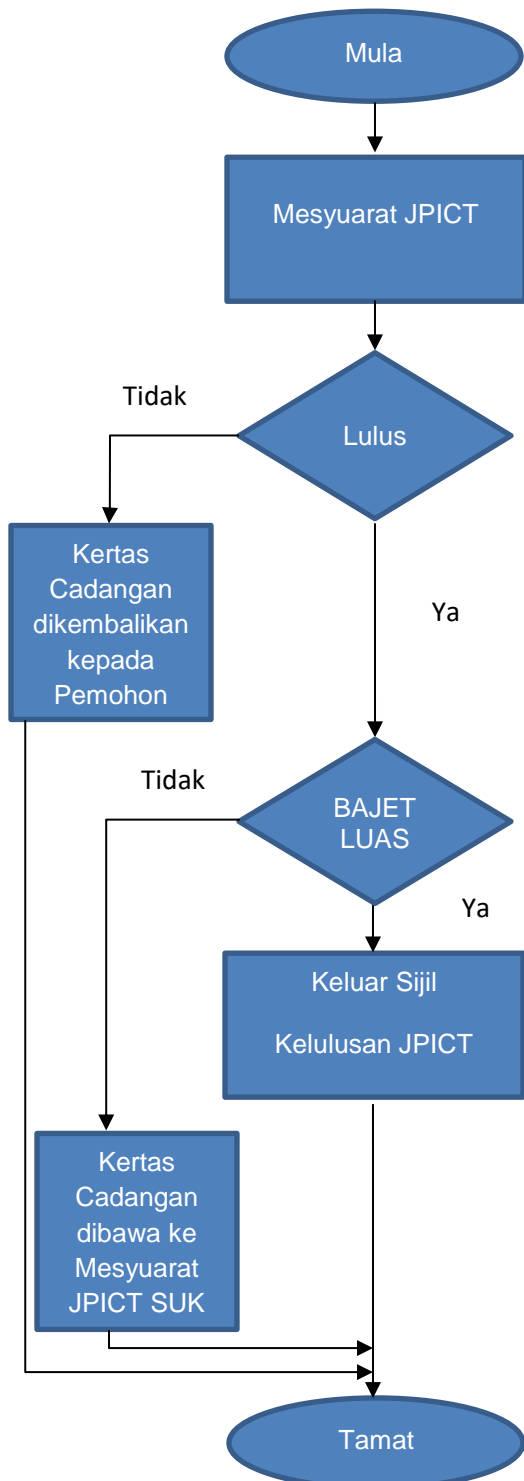 Mula
Mesyuarat JPICT
Lulus
Tidak
Kertas
Cadangan
dikembalikan
kepada
Pemohon
Ya
BAJET
LUAS
Tidak
Ya
Keluar Sijil
Kelulusan JPICT
Kertas
Cadangan
dibawa ke
Mesyuarat
JPICT SUK
Tamat